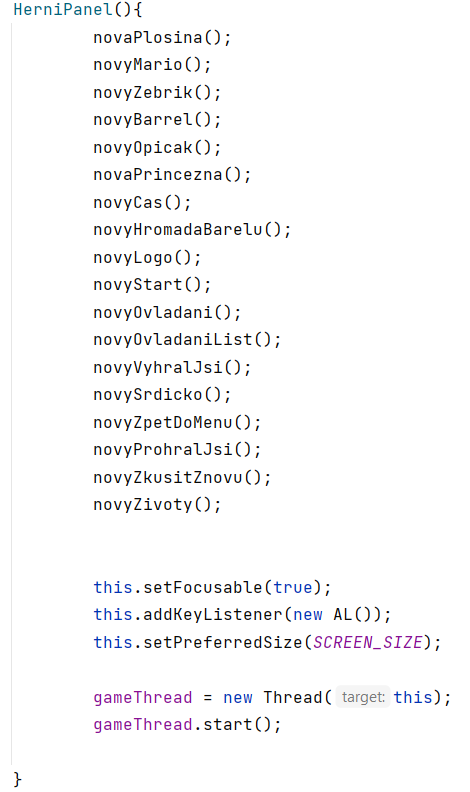 HerniPanel(){
novaPlosina();
novyMario();
novyZebrik();
novyBarrel();
novyOpicak();
novaPrincezna();
novyCas();
novyHromadaBarelu();
novyLogo();
novyStart();
novyOvladani();
novyOvladaniList();
novyVyhralJsi();
novySrdicko();
novyZpetDoMenu();
novyProhralJsi();
novyZkusitZnovu();
novyZivoty();
this.setFocusable(true);
this.addKeyListener(new AL());
this.setPreferredSize(SCREEN_SIZE);
gameThread = new Thread( target: this);
gameThread.start();
}